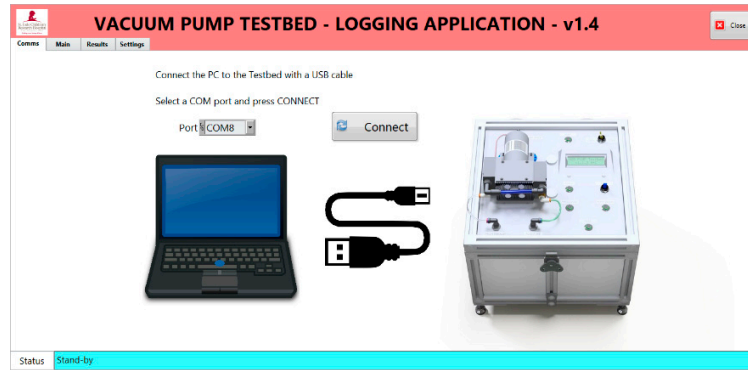 VACUUM PUMP TESTBED - LOGGING APPLICATION - v1.4
Close
Comms Main Results Settings
Connect the PC to the Testbed with a USB cable
Select a COM port and press CONNECT
Port COM8 Connect
Status Stand-by